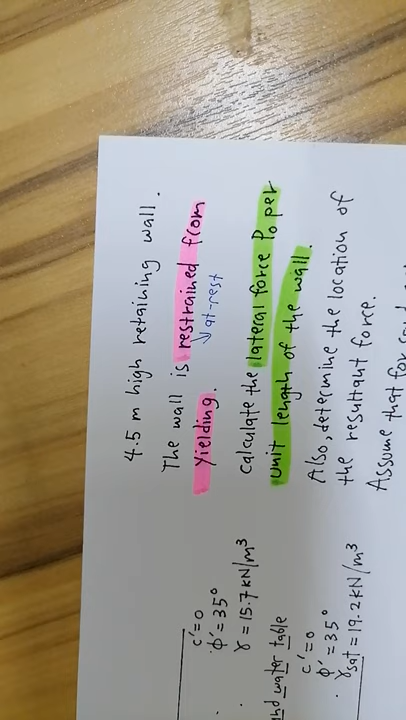 4.5 m high retaining wall.
The wall is restrained from
↳ at-rest
yielding.
Calculate the lateral force Po per
unit length of the wall.
Also, determine the location of
the resultant force.
Assume that for
c'=0
φ'=35°
γ=15.7 kN/m³
water table
c'=0
φ'=35°
γsat=19.2 kN/m³